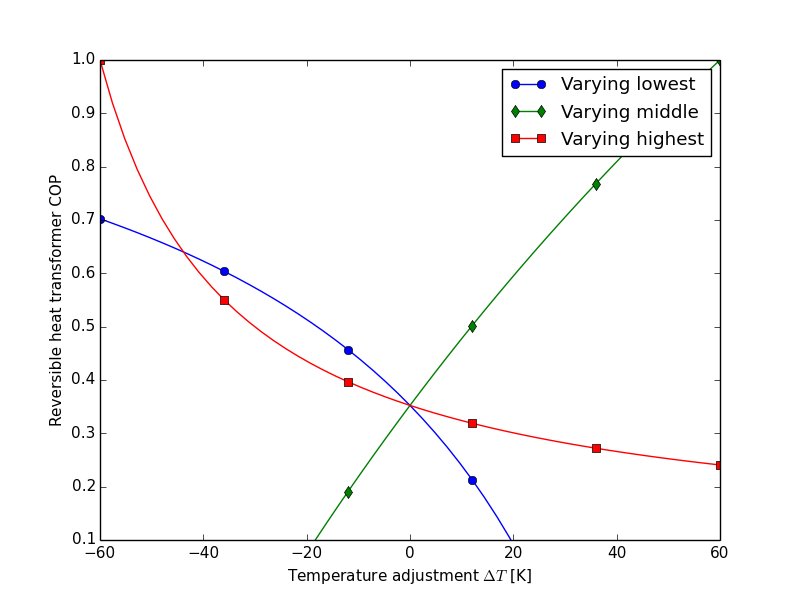 1.0
0.9
0.8
0.7
0.6
0.5
0.4
0.3
0.2
0.1
Reversible heat transformer COP
Varying lowest
Varying middle
Varying highest
−60 −40 −20 0 20 40 60
Temperature adjustment ΔT [K]